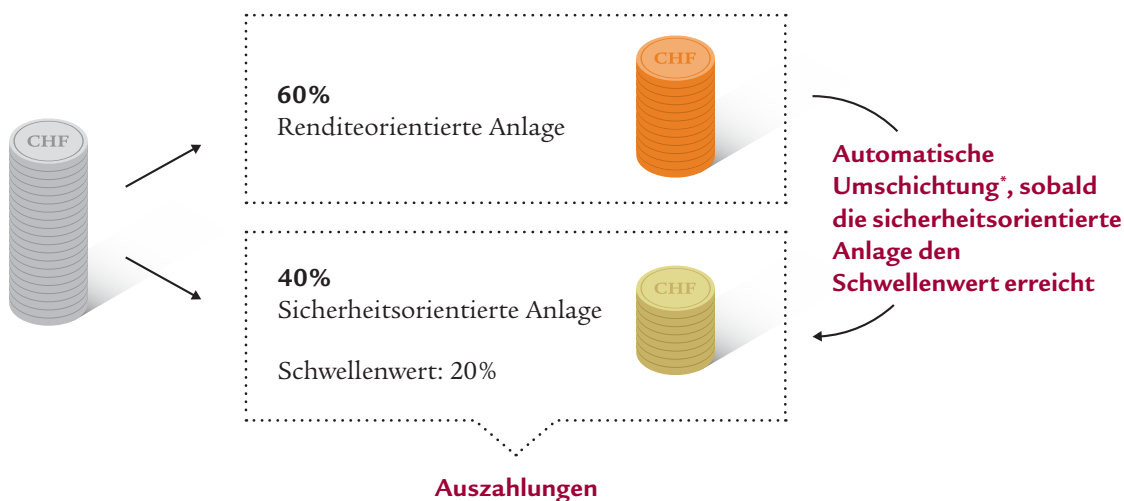 CHF
60%
Renditeorientierte Anlage
CHF
Automatische
Umschichtung*, sobald
die sicherheitsorientierte
Anlage den
Schwellenwert erreicht
40%
Sicherheitsorientierte Anlage
Schwellenwert: 20%
CHF
Auszahlungen